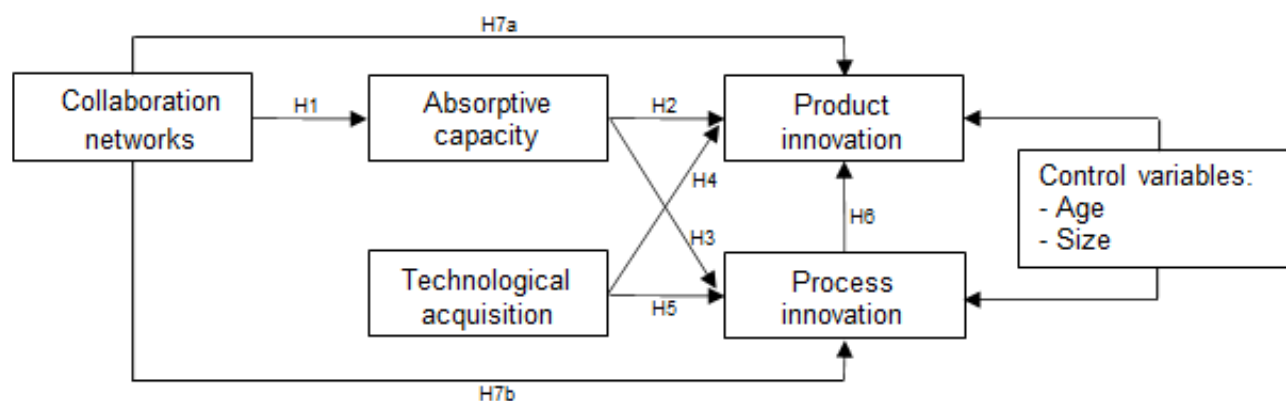 H7a
Collaboration
networks
H1
Absorptive
capacity
H2
Product
innovation
H4
H3
H6
Control variables:
- Age
- Size
Technological
acquisition
H5
Process
innovation
H7b